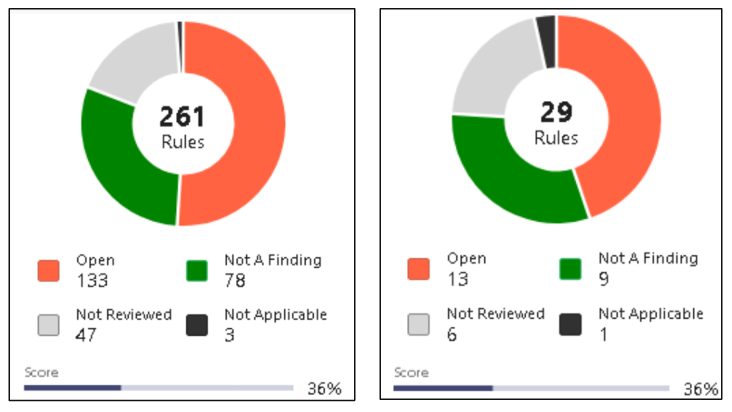 261
Rules
Open
133
Not A Finding
78
Not Reviewed
47
Not Applicable
3
Score
36%
29
Rules
Open
13
Not A Finding
9
Not Reviewed
6
Not Applicable
1
Score
36%